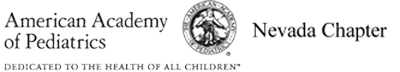 American Academy
of Pediatrics
DEDICATED TO THE HEALTH OF ALL CHILDREN™
Nevada Chapter